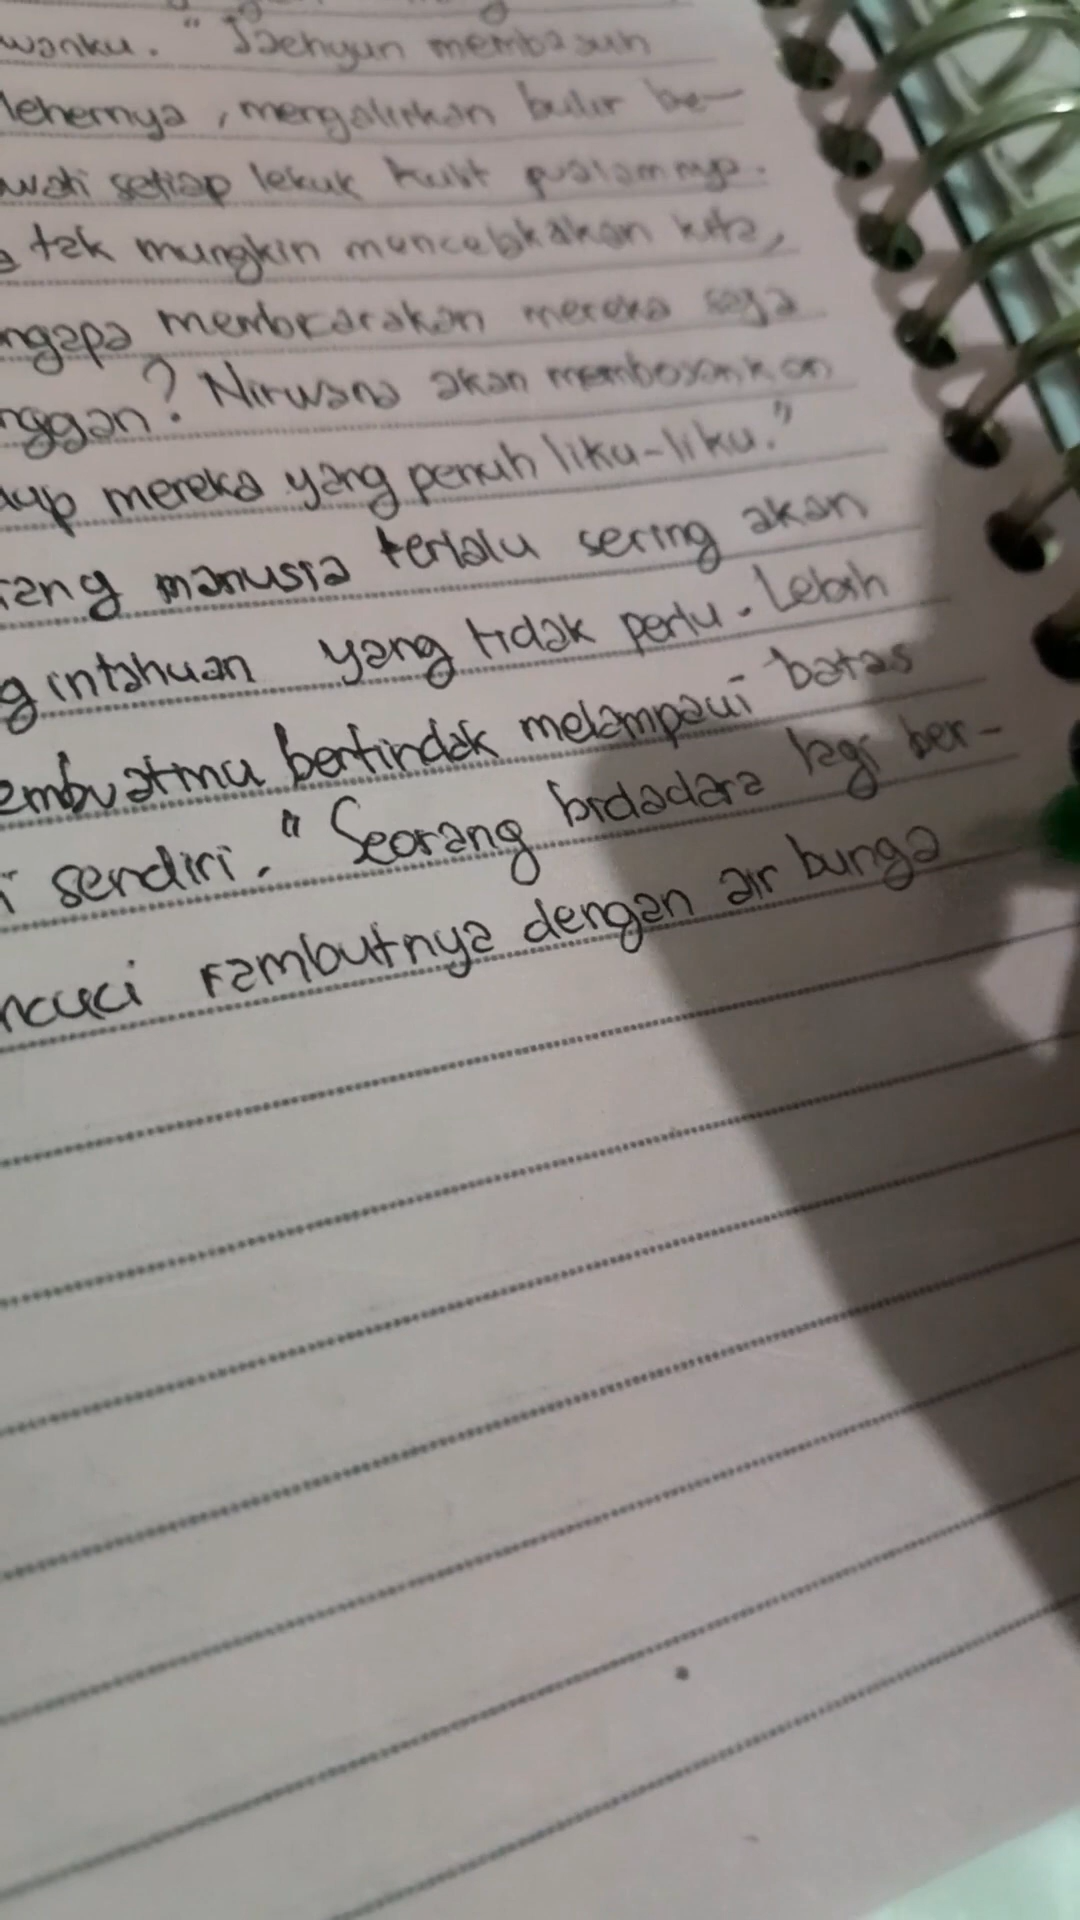 wanku." Jaehyun membasuh
lehernya, mengalirkan bulir be-
wati setiap lekuk kulit pualamnya.
tak mungkin mencelakakan kita,
ngapa membicarakan mereka saja
nggan? Nirwana akan membosankan
dup mereka yang penuh liku-liku."
tang manusia terlalu sering akan
gintahuan yang tidak perlu. Lebih
embuatmu bertindak melampaui batas
i sendiri." Seorang bidadara lagi ber-
ncuci rambutnya dengan air bunga